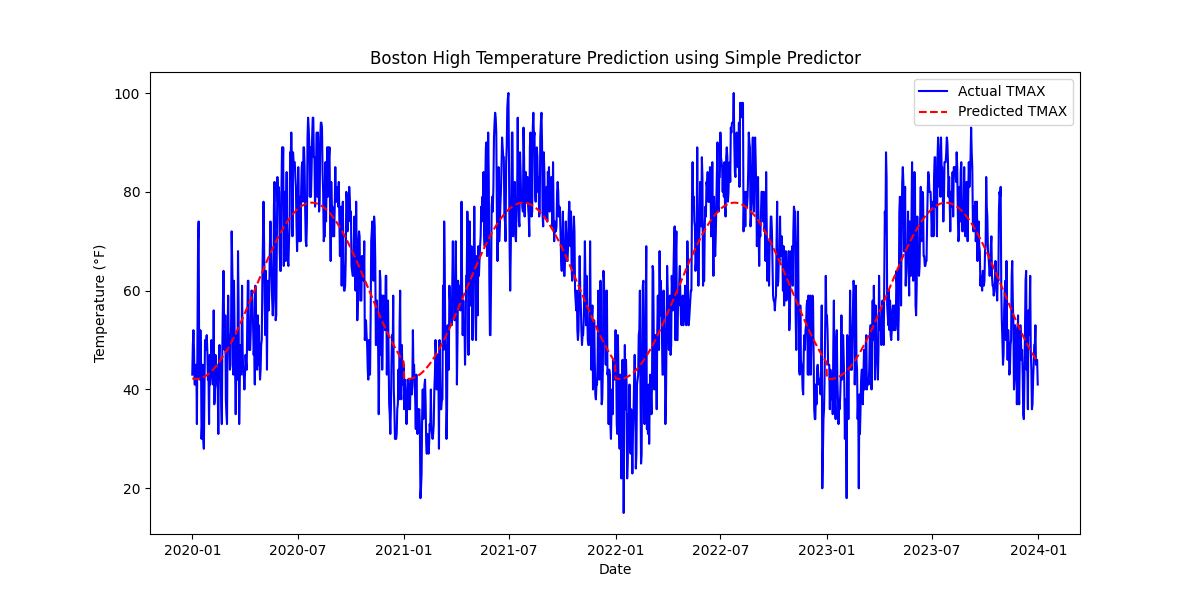 Boston High Temperature Prediction using Simple Predictor
Actual TMAX
Predicted TMAX
100
80
60
40
20
Temperature (°F)
2020-01 2020-07 2021-01 2021-07 2022-01 2022-07 2023-01 2023-07 2024-01
Date